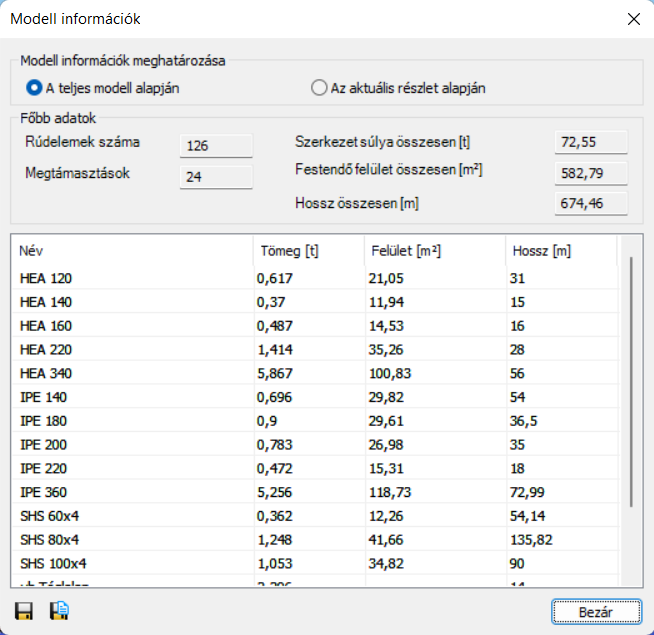 Modell információk
Modell információk meghatározása
A teljes modell alapján
Az aktuális részlet alapján
Főbb adatok
Rúdelemek száma 126 Szerkezet súlya összesen [t] 72,55
Megtámasztások 24 Festendő felület összesen [m²] 582,79
Hossz összesen [m] 674,46
Név Tömeg [t] Felület [m²] Hossz [m]
HEA 120 0,617 21,05 31
HEA 140 0,37 11,94 15
HEA 160 0,487 14,53 16
HEA 220 1,414 35,26 28
HEA 340 5,867 100,83 56
IPE 140 0,696 29,82 54
IPE 180 0,9 29,61 36,5
IPE 200 0,783 26,98 35
IPE 220 0,472 15,31 18
IPE 360 5,256 118,73 72,99
SHS 60x4 0,362 12,26 54,14
SHS 80x4 1,248 41,66 135,82
SHS 100x4 1,053 34,82 90
Bezár